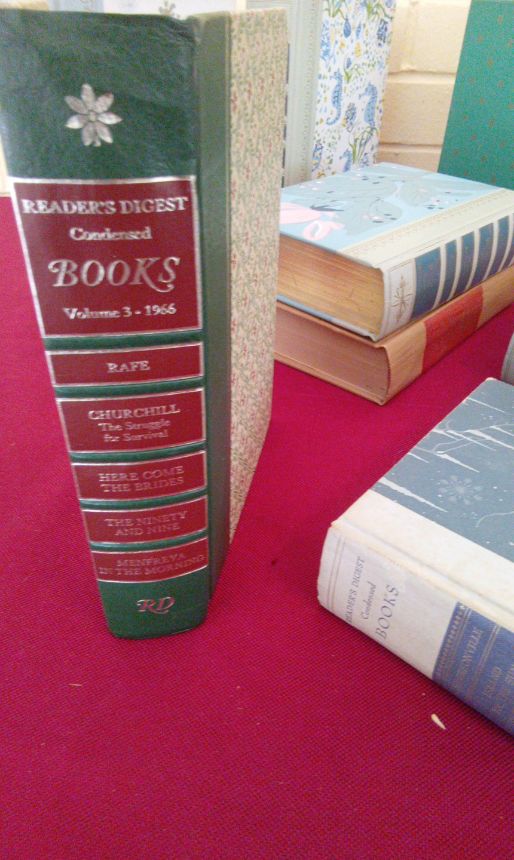 READER'S DIGEST
Condensed
BOOKS
Volume 3 - 1966
RAFE
CHURCHILL
The Struggle
for Survival
HERE COME
THE BRIDES
THE NINETY
AND NINE
MENFREYA
IN THE MORNING
RD
READER'S DIGEST
Condensed
BOOKS
ISLAND